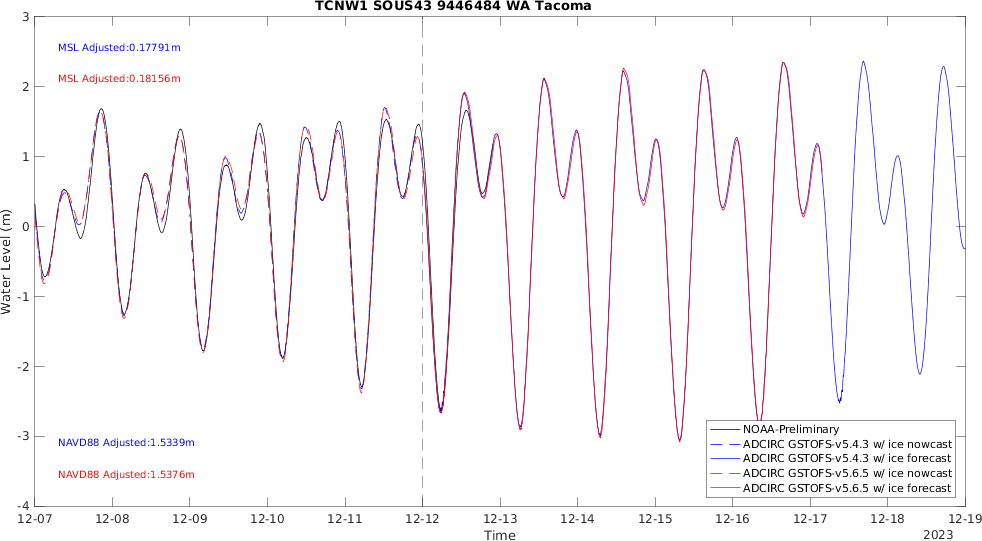 TCNW1 SOUS43 9446484 WA Tacoma
3
MSL Adjusted:0.17791m
MSL Adjusted:0.18156m
2
1
0
-1
-2
-3
-4
Water Level (m)
NAVD88 Adjusted:1.5339m
NAVD88 Adjusted:1.5376m
NOAA-Preliminary
ADCIRC GSTOFS-v5.4.3 w/ ice nowcast
ADCIRC GSTOFS-v5.4.3 w/ ice forecast
ADCIRC GSTOFS-v5.6.5 w/ ice nowcast
ADCIRC GSTOFS-v5.6.5 w/ ice forecast
12-07 12-08 12-09 12-10 12-11 12-12 12-13 12-14 12-15 12-16 12-17 12-18 12-19
Time
2023